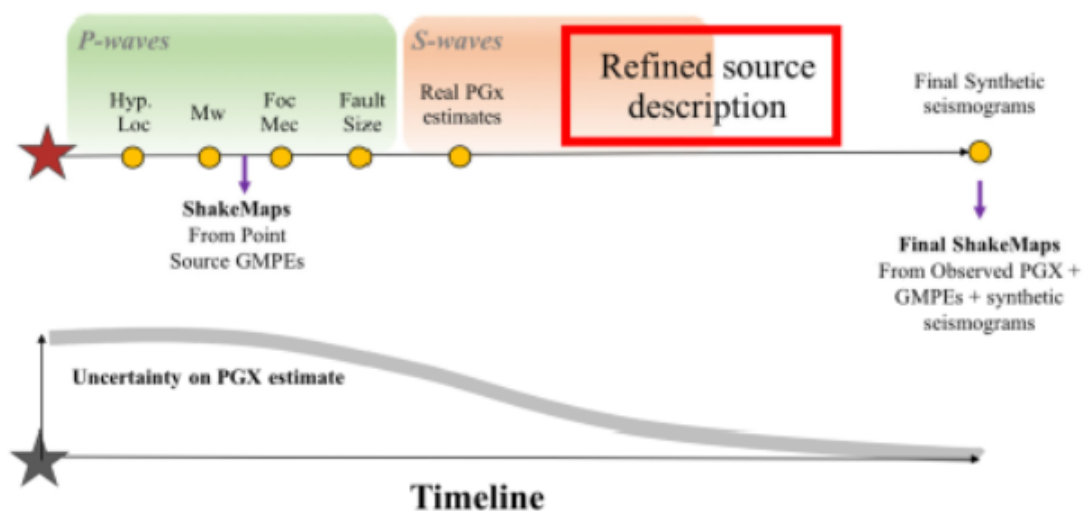 P-waves
S-waves
Hyp.
Loc
Mw
Foc
Mec
Fault
Size
Real PGx
estimates
Refined source
description
Final Synthetic
seismograms
ShakeMaps
From Point
Source GMPEs
Final ShakeMaps
From Observed PGX +
GMPEs + synthetic
seismograms
Uncertainty on PGX estimate
Timeline